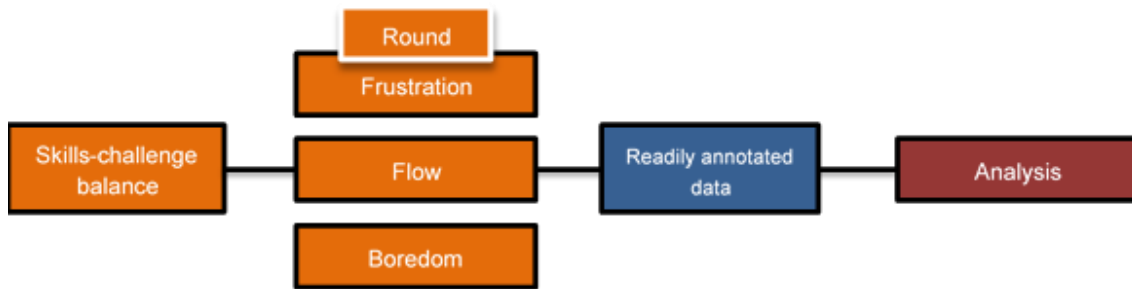 Round
Frustration
Skills-challenge
balance
Flow
Readily annotated
data
Analysis
Boredom